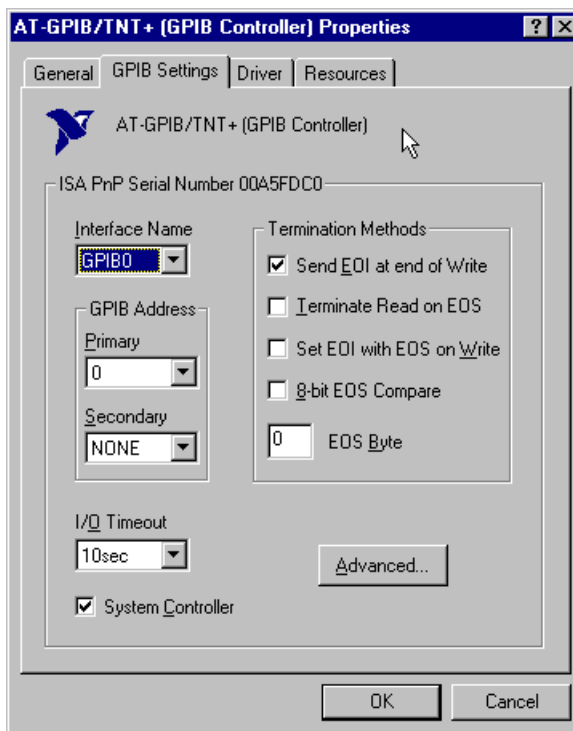 AT-GPIB/TNT+ (GPIB Controller) Properties
General GPIB Settings Driver Resources
AT-GPIB/TNT+ (GPIB Controller)
ISA PnP Serial Number 00A5FDC0
Interface Name
GPIB0
GPIB Address
Primary
0
Secondary
NONE
I/O Timeout
10sec
System Controller
Termination Methods
Send EOI at end of Write
Terminate Read on EOS
Set EOI with EOS on Write
8-bit EOS Compare
0 EOS Byte
Advanced...
OK Cancel